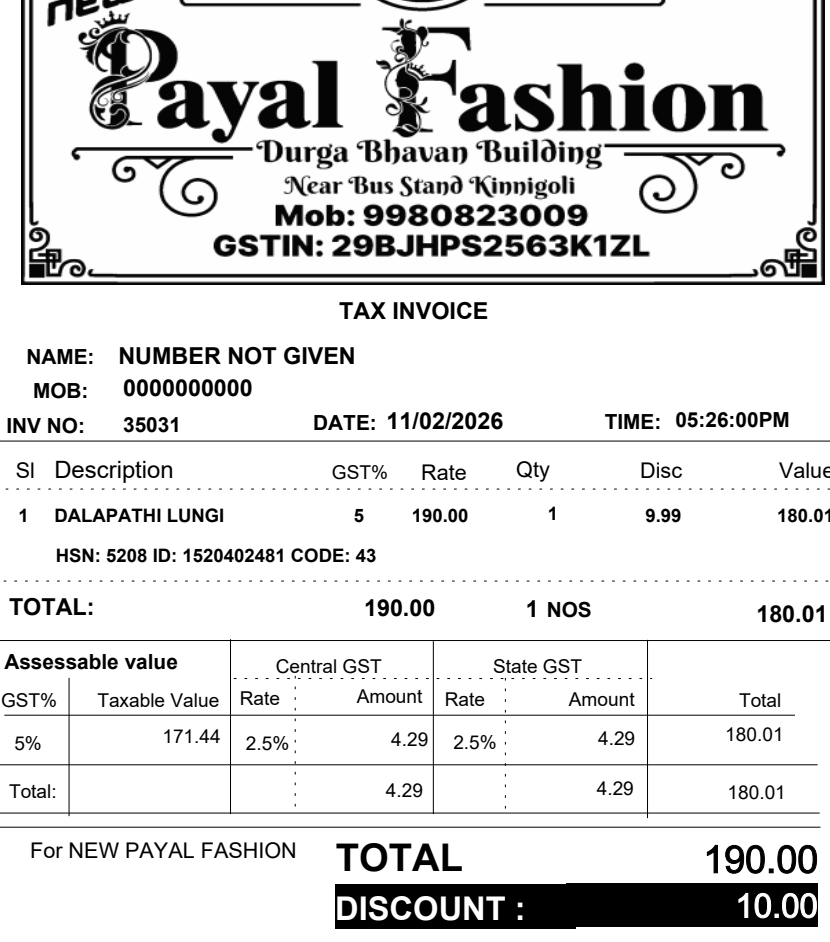 new
Payal Fashion
Durga Bhavan Building
Near Bus Stand Kinnigoli
Mob: 9980823009
GSTIN: 29BJHPS2563K1ZL
TAX INVOICE
NAME: NUMBER NOT GIVEN
MOB: 0000000000
INV NO: 35031 DATE: 11/02/2026 TIME: 05:26:00PM
Sl Description GST% Rate Qty Disc Value
1 DALAPATHI LUNGI 5 190.00 1 9.99 180.01
HSN: 5208 ID: 1520402481 CODE: 43
TOTAL: 190.00 1 NOS 180.01
Assessable value Central GST State GST
GST% Taxable Value Rate Amount Rate Amount Total
5% 171.44 2.5% 4.29 2.5% 4.29 180.01
Total: 4.29 4.29 180.01
For NEW PAYAL FASHION TOTAL 190.00
DISCOUNT : 10.00